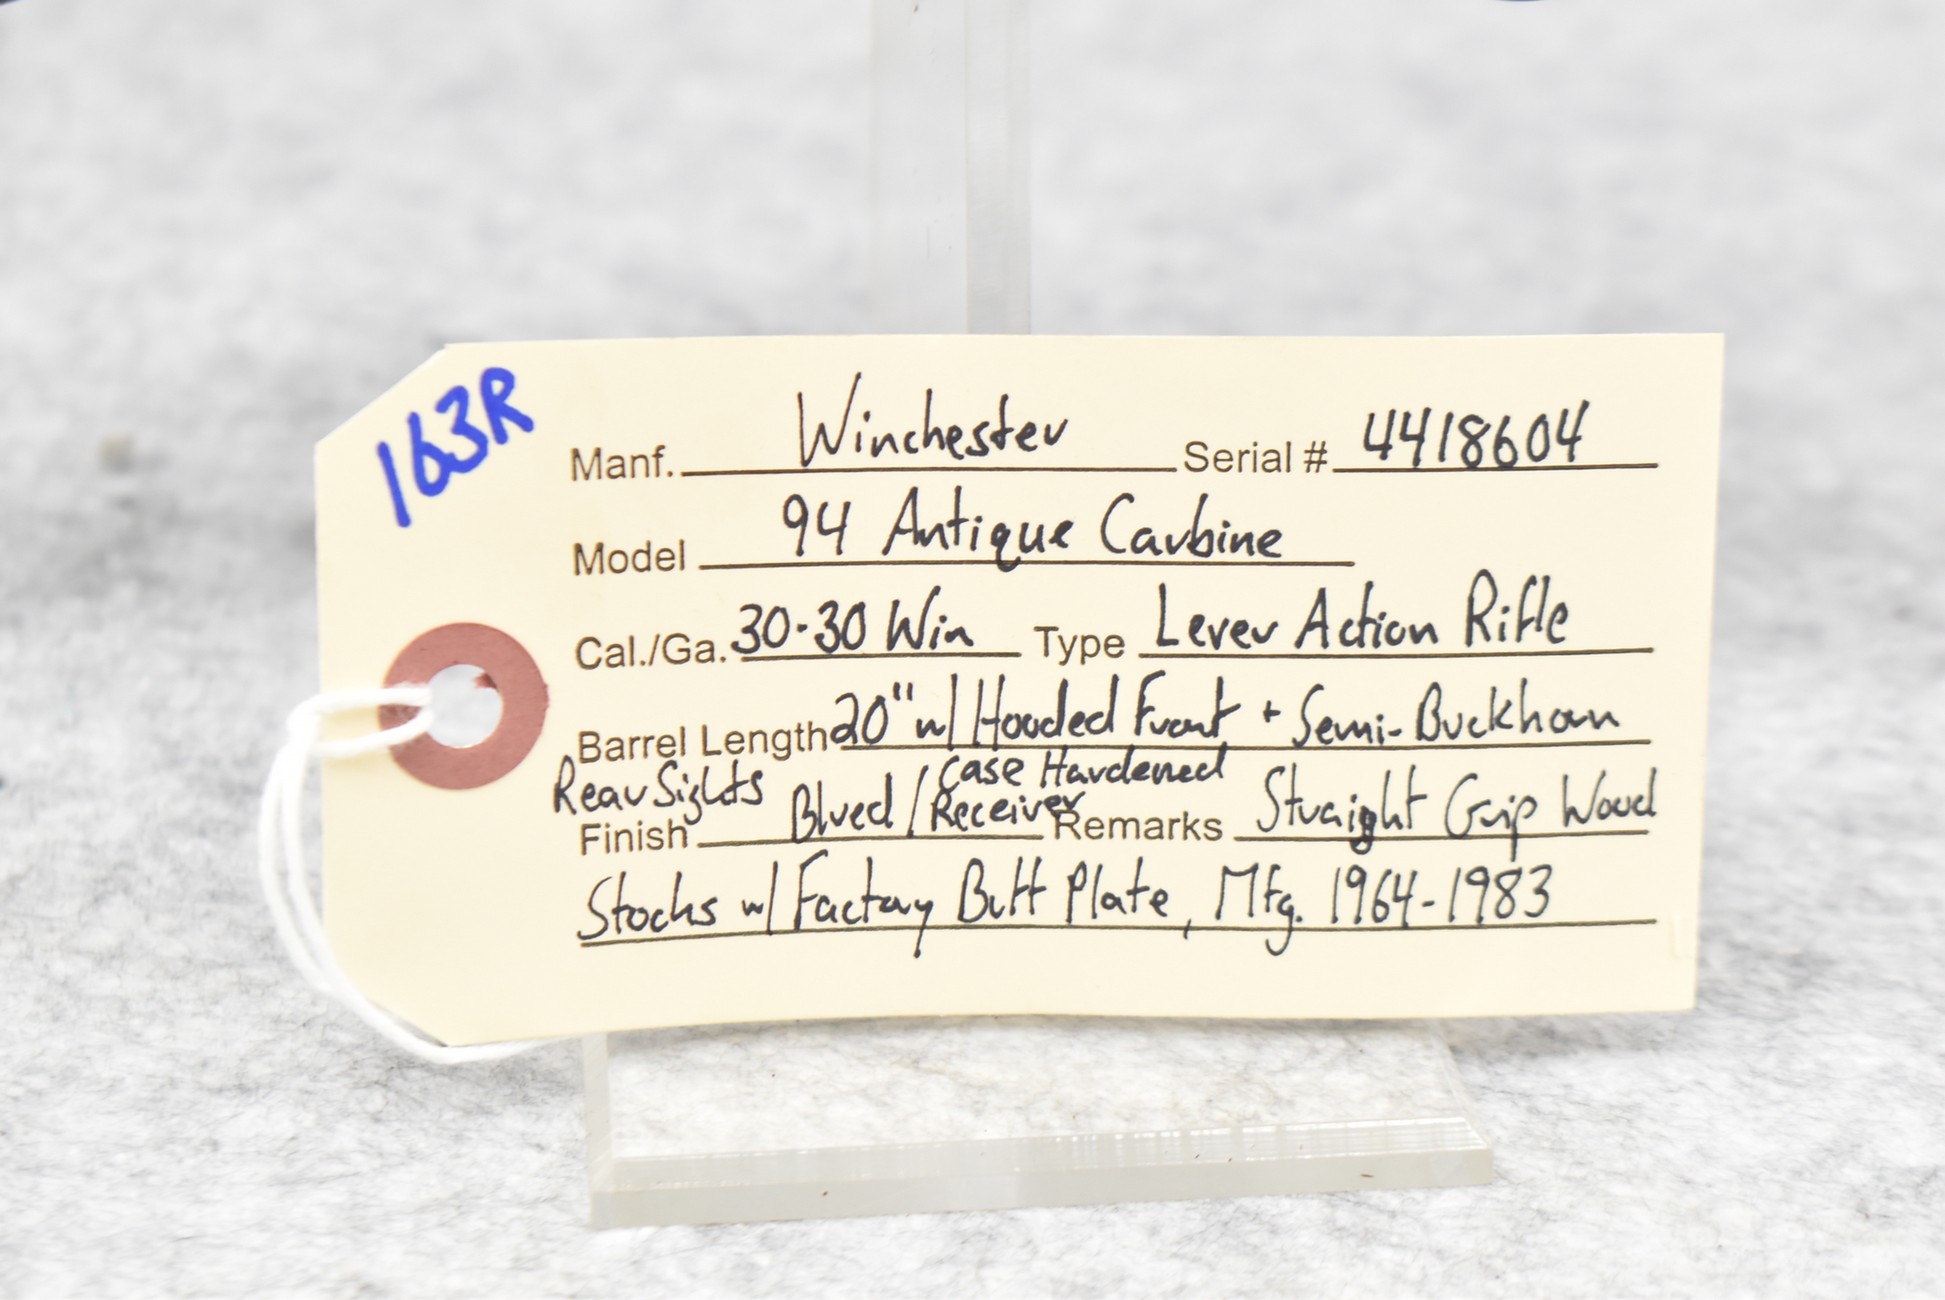 163R
Manf. Winchester Serial # 4418604
Model 94 Antique Carbine
Cal./Ga. 30-30 Win Type Lever Action Rifle
Barrel Length 20" w/ Hooded Front + Semi-Buckhorn
Rear Sights
Finish Blued / Case Hardened Receiver Remarks Straight Grip Wood
Stocks w/ Factory Butt Plate, Mfg. 1964-1983